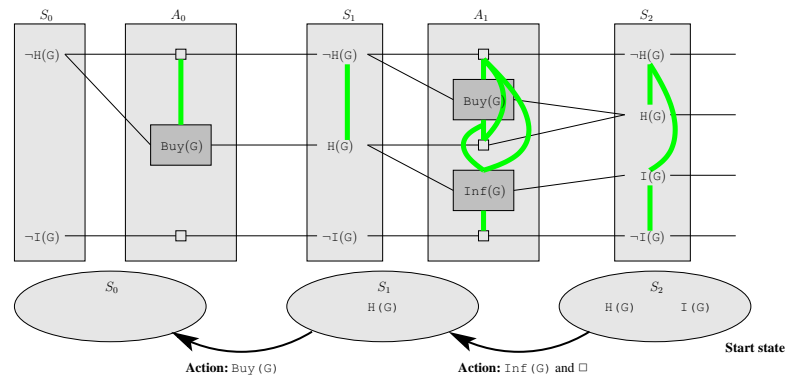 S₀ A₀ S₁ A₁ S₂
¬H(G) ¬H(G) ¬H(G)
Buy(G)
H(G)
Buy(G) H(G)
Inf(G) I(G)
¬I(G) ¬I(G) ¬I(G)
S₀ S₁ S₂
H(G) H(G) I(G)
Start state
Action: Buy(G) Action: Inf(G) and □